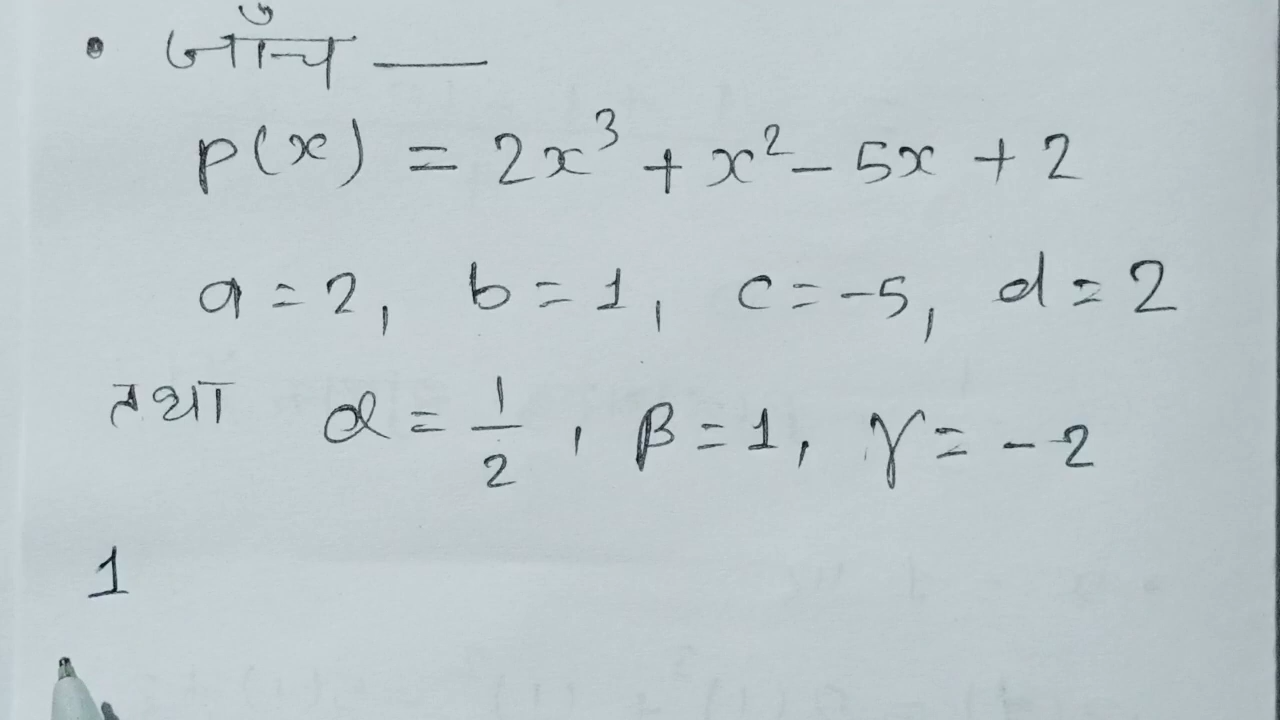 • जाँच —
p(x) = 2x³ + x² - 5x + 2
a = 2, b = 1, c = -5, d = 2
तथा α = 1/2, β = 1, γ = -2
1